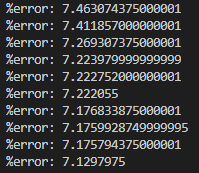 %error: 7.463074375000001
%error: 7.411857000000001
%error: 7.269307375000001
%error: 7.223979999999999
%error: 7.222752000000001
%error: 7.222055
%error: 7.176833875000001
%error: 7.1759928749999995
%error: 7.175794375000001
%error: 7.1297975